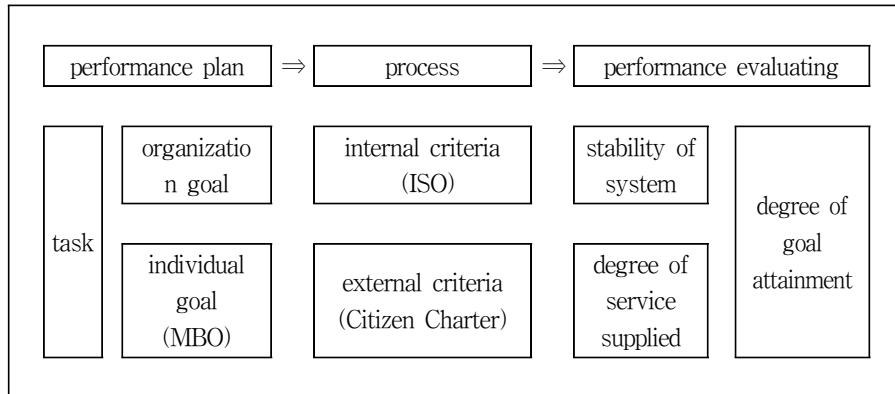 performance plan ⇒ process ⇒ performance evaluating
task
organizatio
n goal
individual
goal
(MBO)
internal criteria
(ISO)
external criteria
(Citizen Charter)
stability of
system
degree of
service
supplied
degree of
goal
attainment